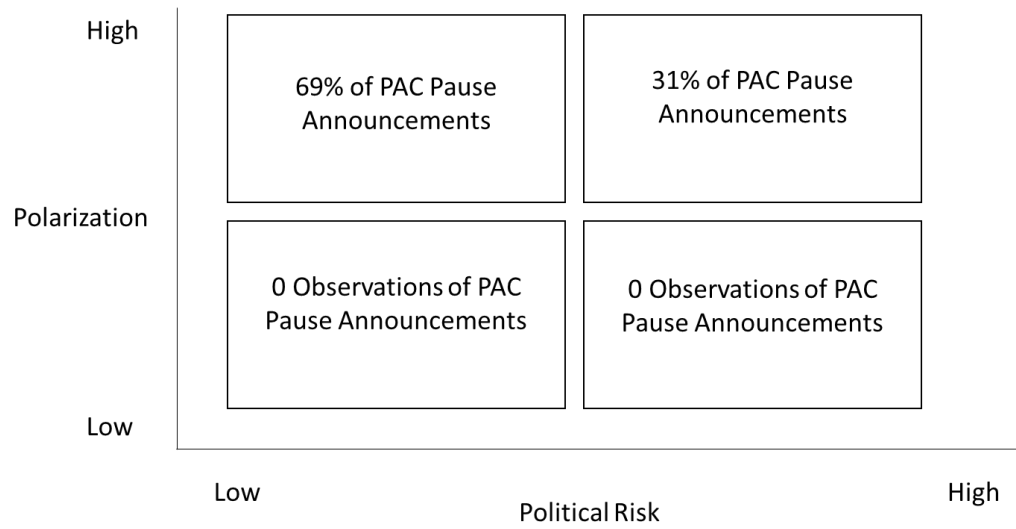 High
69% of PAC Pause
Announcements
31% of PAC Pause
Announcements
Polarization
0 Observations of PAC
Pause Announcements
0 Observations of PAC
Pause Announcements
Low
Low
Political Risk
High